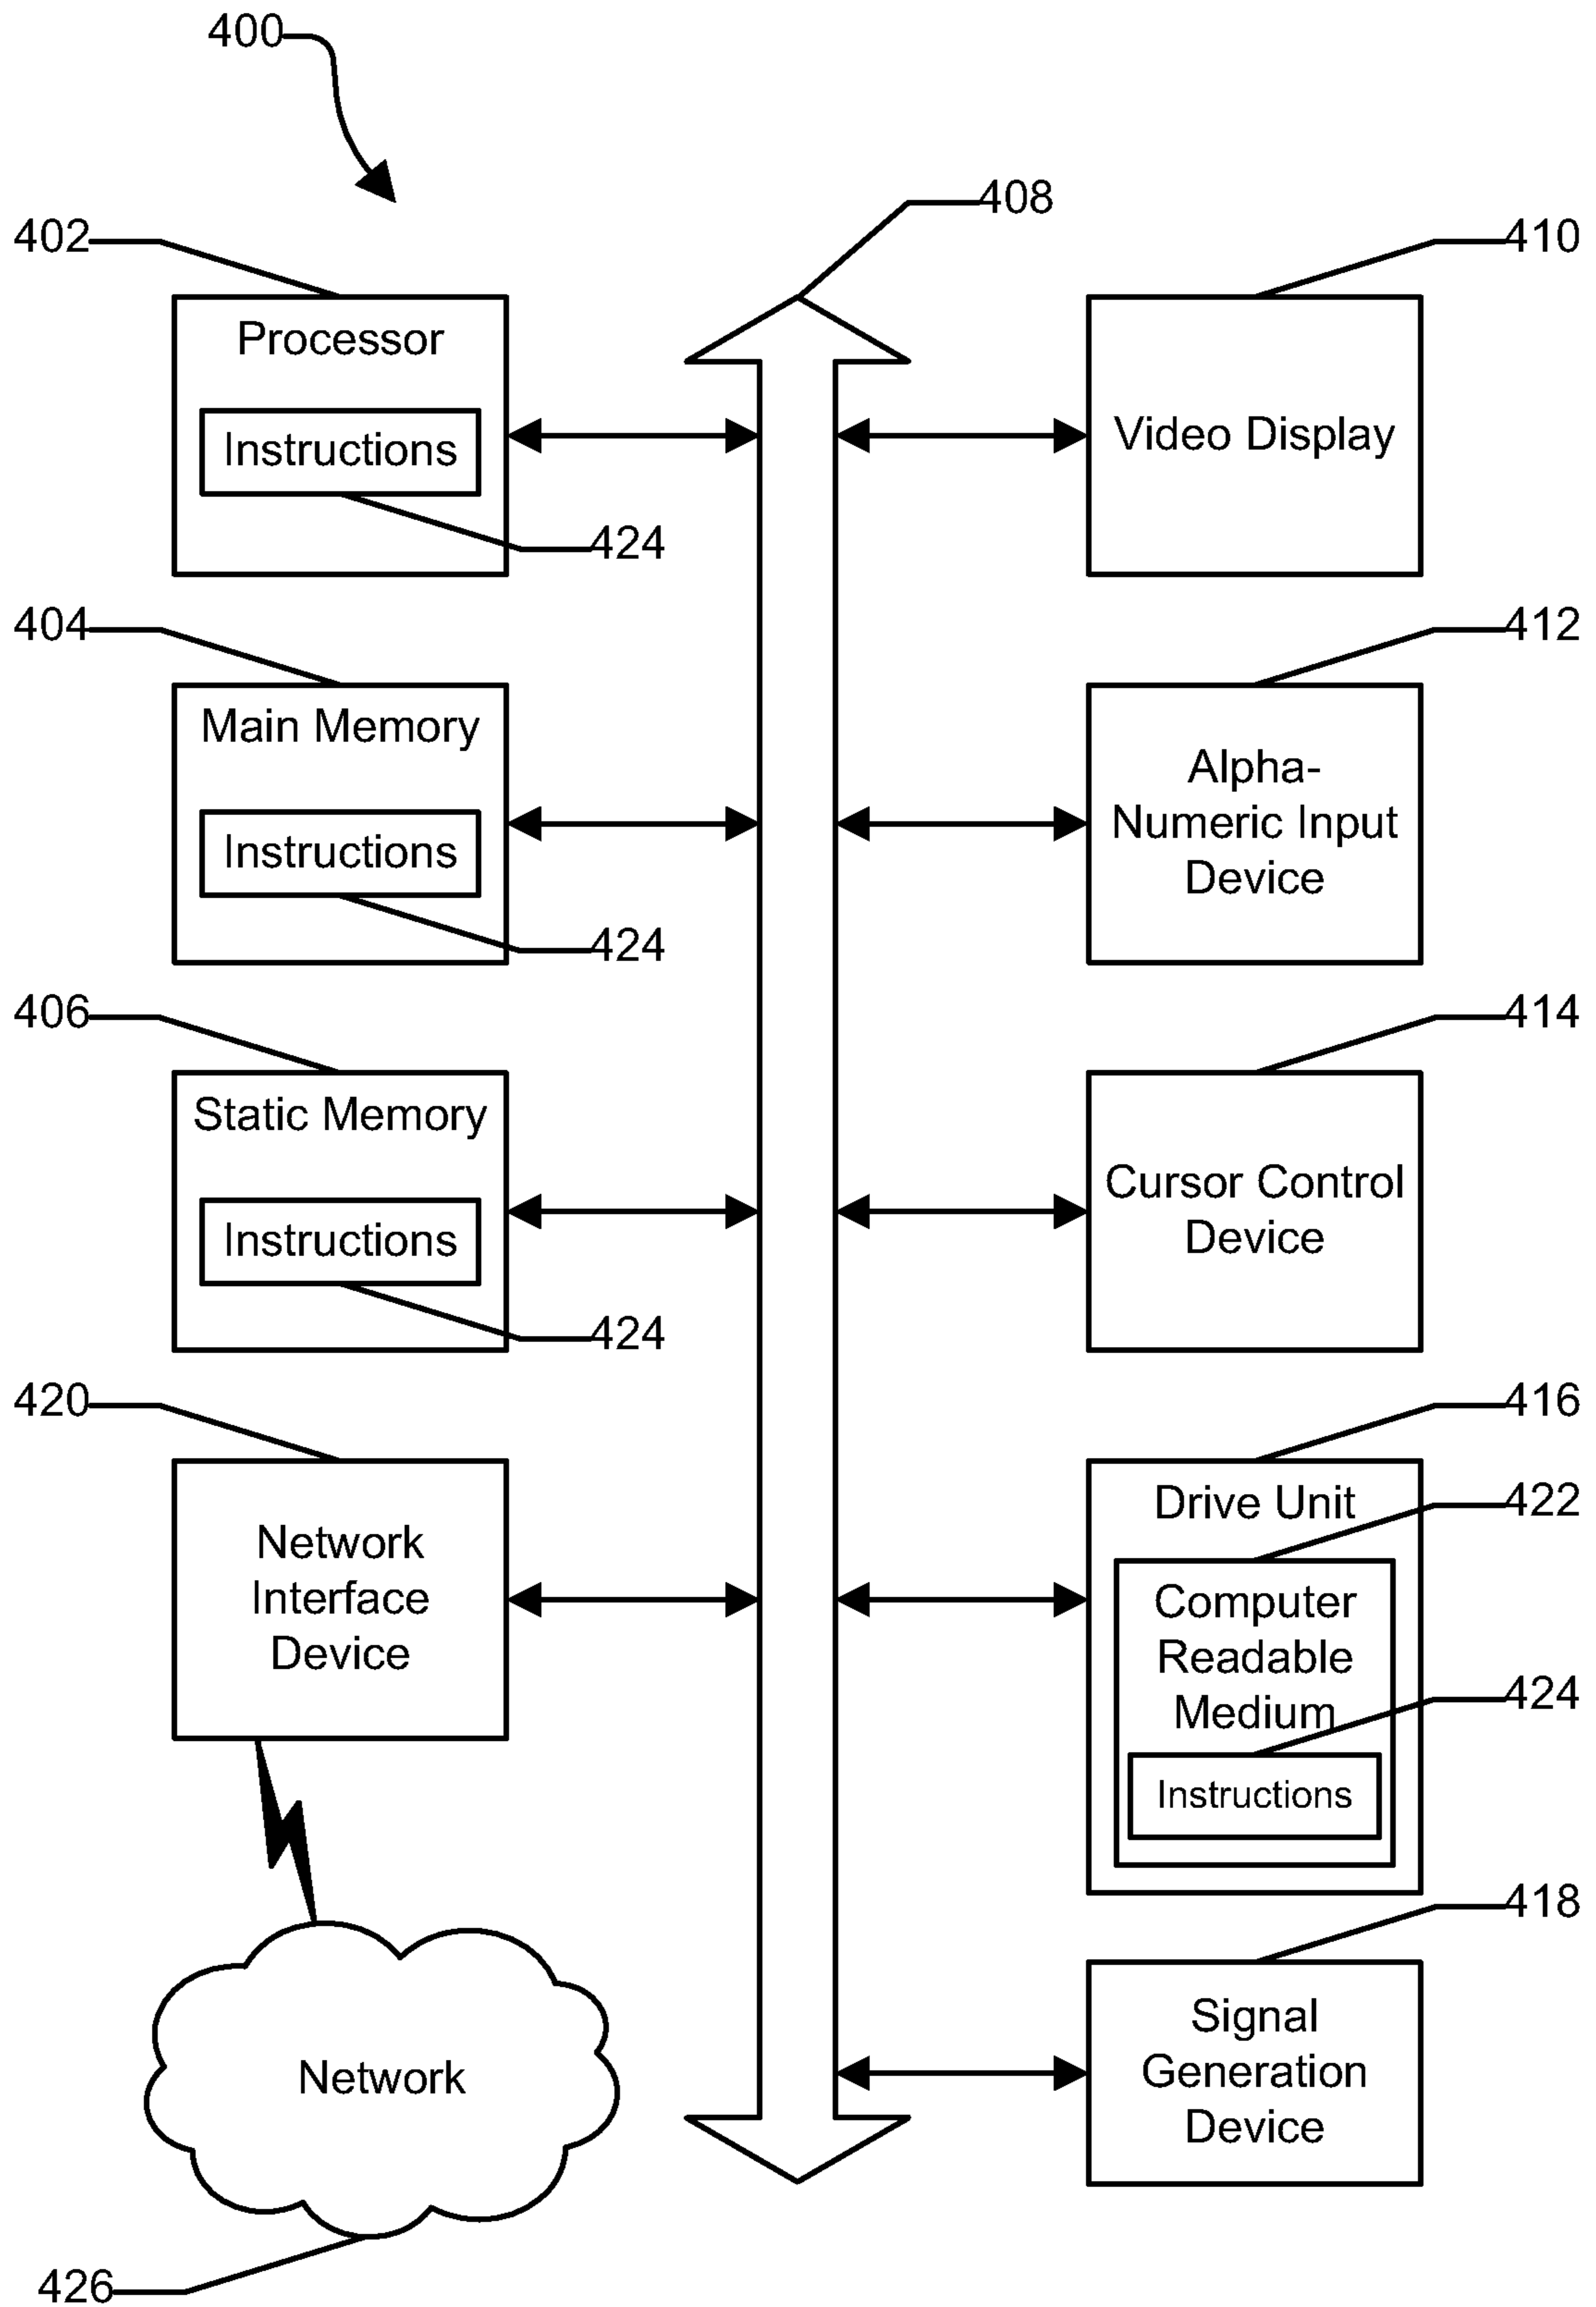 400
408
402
410
Processor
Instructions
424
Video Display
404
412
Main Memory
Instructions
424
Alpha-
Numeric Input
Device
406
414
Static Memory
Instructions
424
Cursor Control
Device
420
416
Network
Interface
Device
Drive Unit
422
Computer
Readable
Medium
424
Instructions
418
Signal
Generation
Device
Network
426